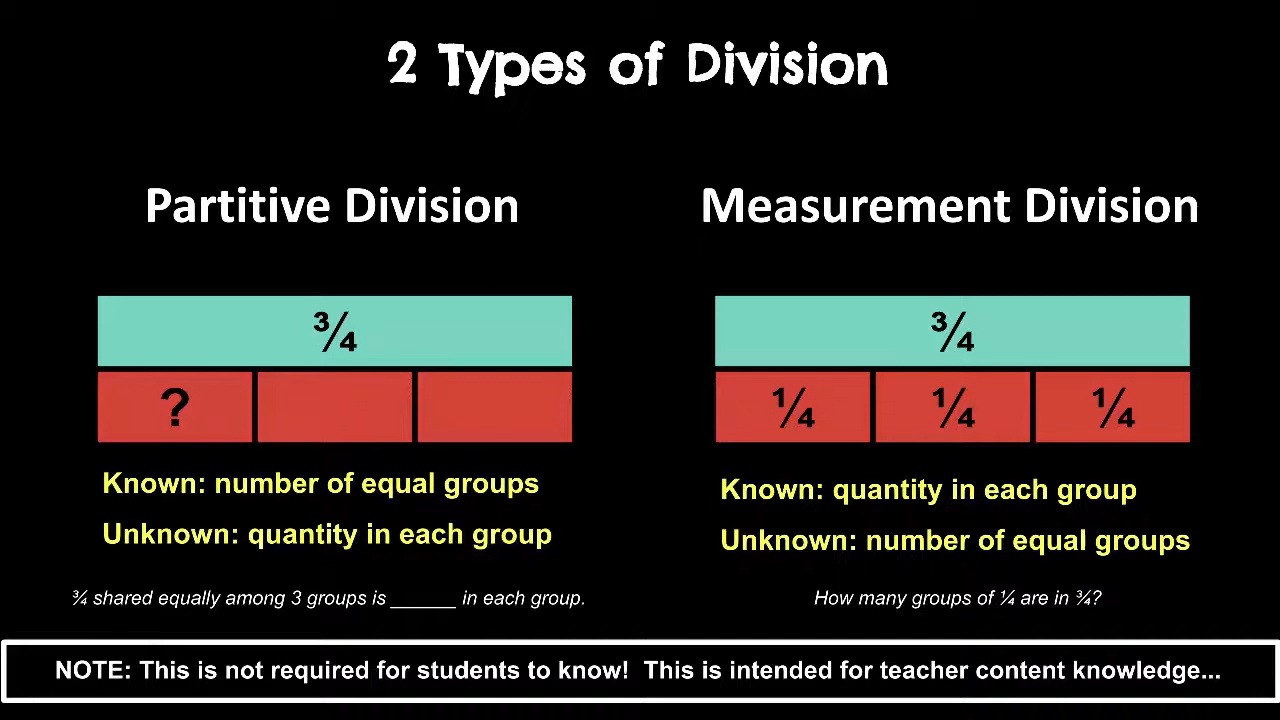 2 Types of Division
Partitive Division
¾
?
Known: number of equal groups
Unknown: quantity in each group
¾ shared equally among 3 groups is ______ in each group.
Measurement Division
¾
¼ ¼ ¼
Known: quantity in each group
Unknown: number of equal groups
How many groups of ¼ are in ¾?
NOTE: This is not required for students to know!  This is intended for teacher content knowledge...